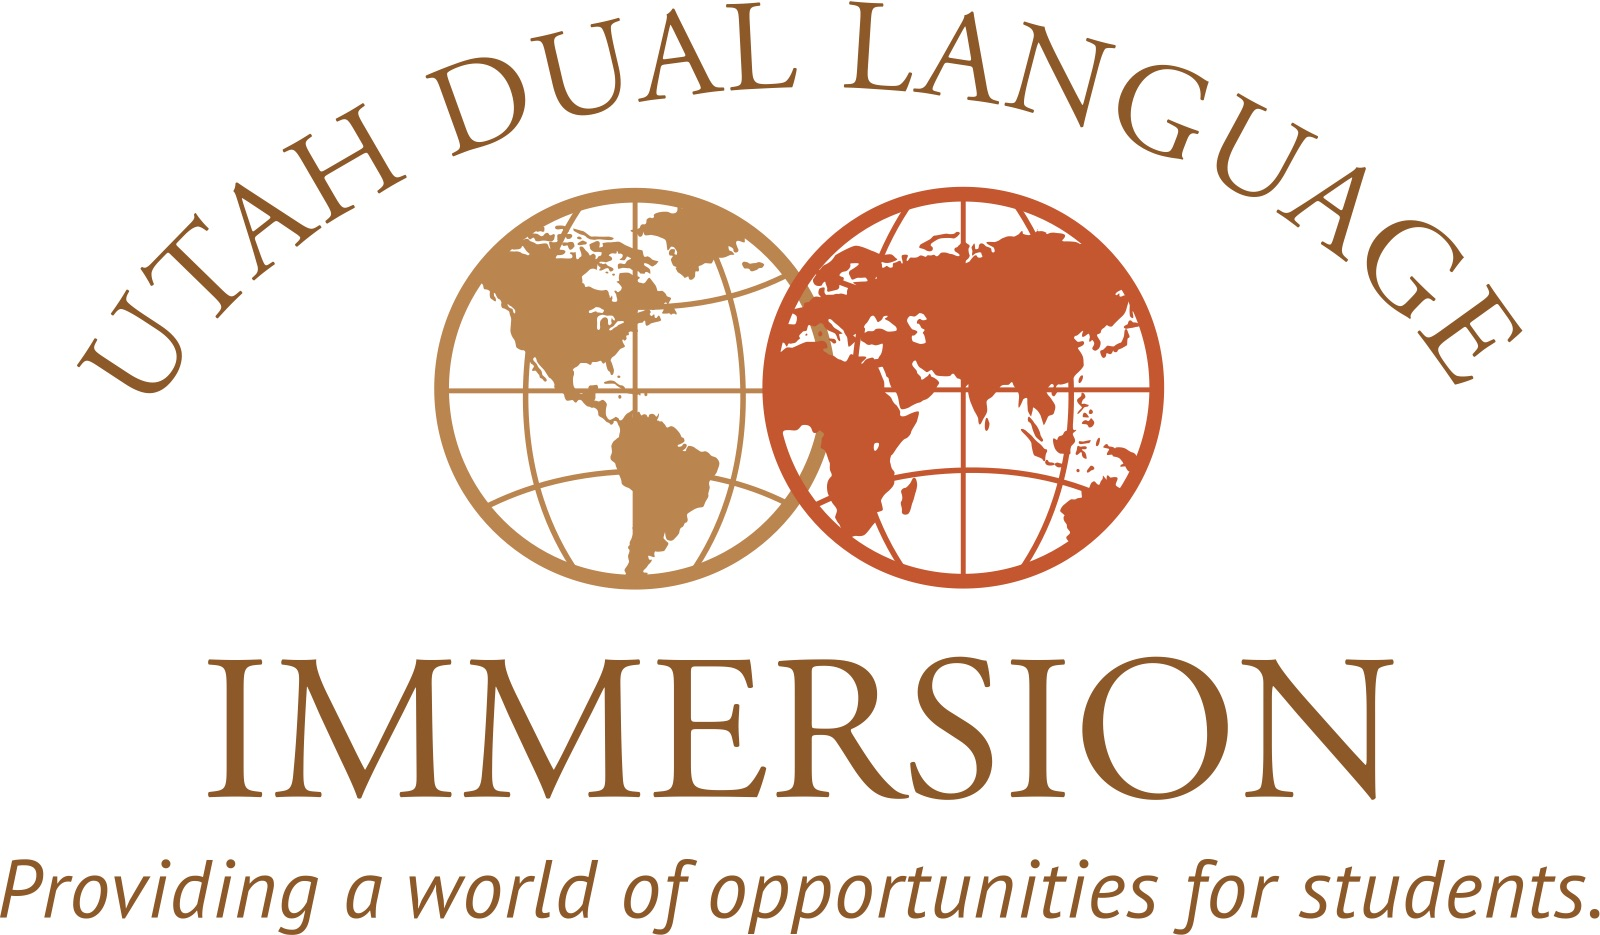 UTAH DUAL LANGUAGE
IMMERSION
Providing a world of opportunities for students.